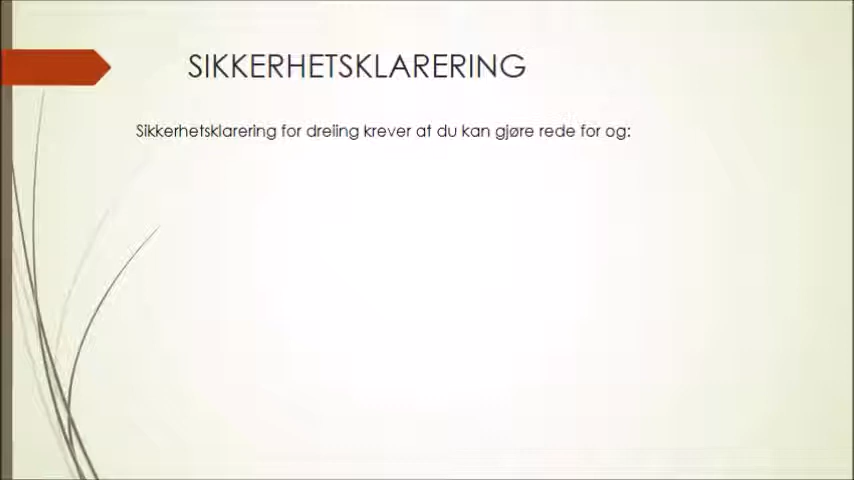 SIKKERHETSKLARERING
Sikkerhetsklarering for dreiing krever at du kan gjøre rede for og: